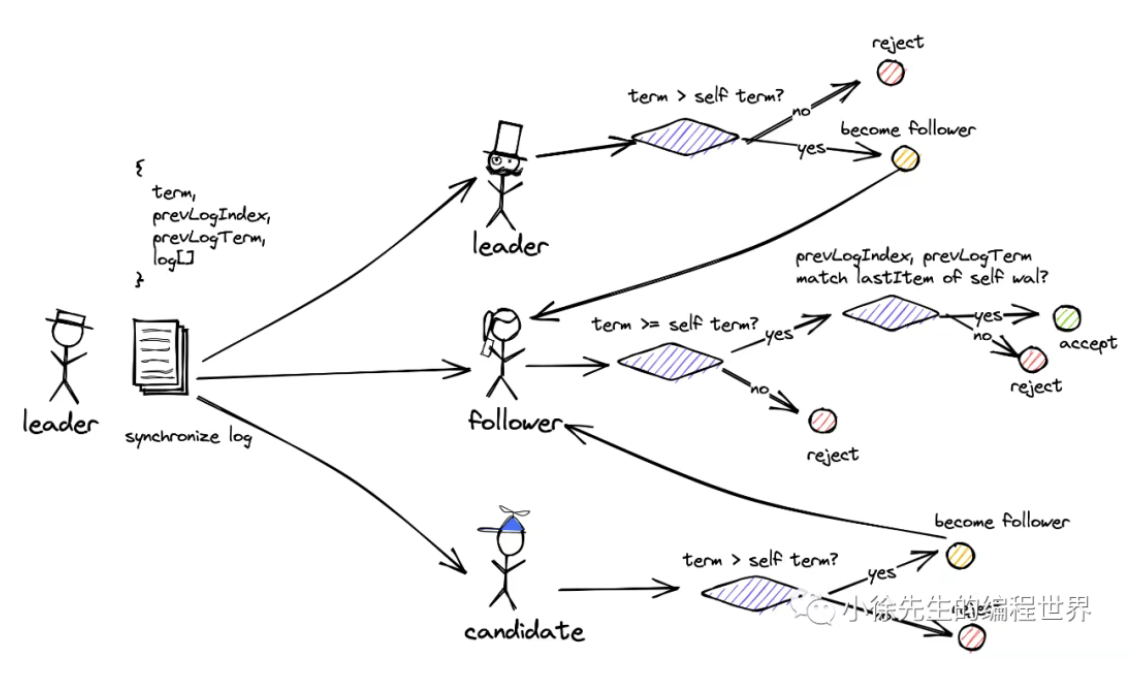 {
term,
prevLogIndex,
prevLogTerm,
log[]
}
leader
synchronize log
leader
term > self term?
no
reject
yes
become follower
follower
term >= self term?
yes
no
reject
prevLogIndex, prevLogTerm
match lastItem of self wal?
yes
accept
no
reject
candidate
term > self term?
yes
become follower
reject
小徐先生的编程世界